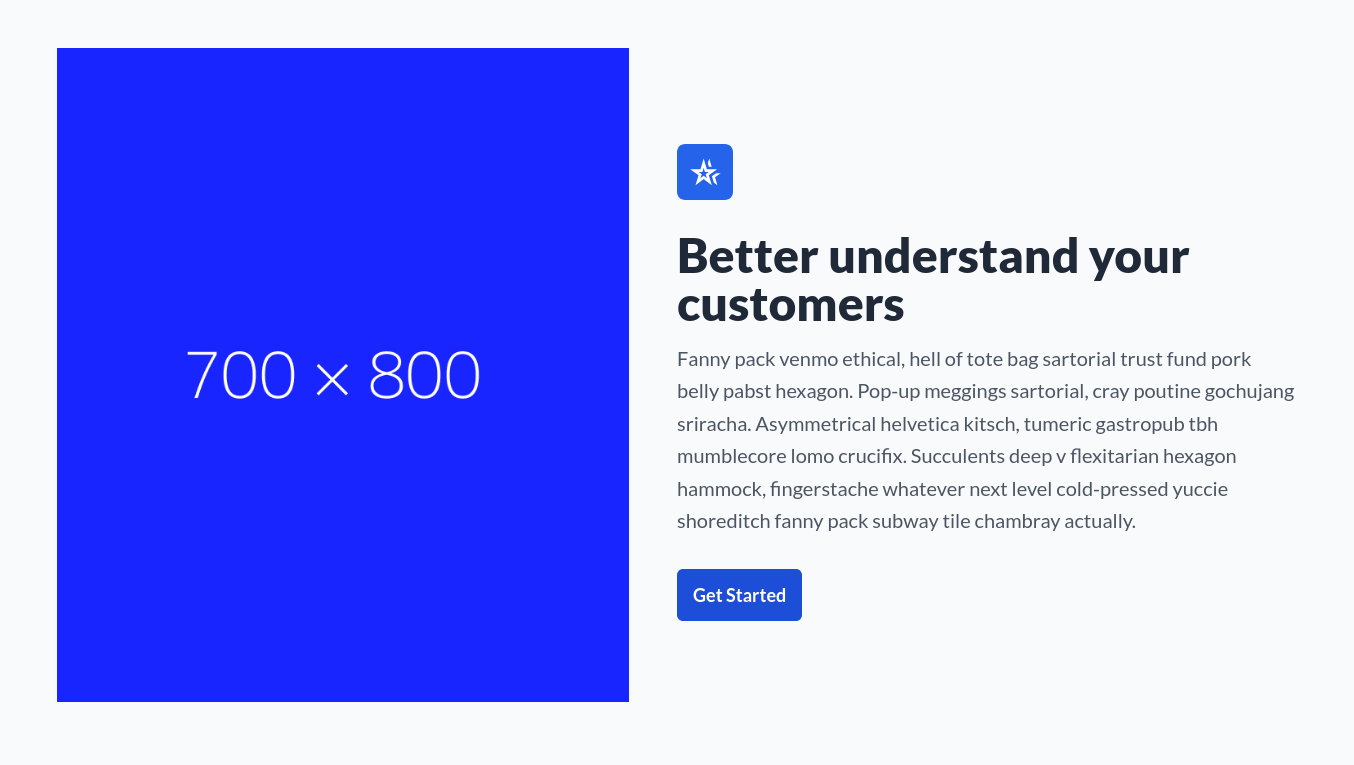 700 × 800
Better understand your
customers
Fanny pack venmo ethical, hell of tote bag sartorial trust fund pork
belly pabst hexagon. Pop-up meggings sartorial, cray poutine gochujang
sriracha. Asymmetrical helvetica kitsch, tumeric gastropub tbh
mumblecore lomo crucifix. Succulents deep v flexitarian hexagon
hammock, fingerstache whatever next level cold-pressed yuccie
shoreditch fanny pack subway tile chambray actually.
Get Started